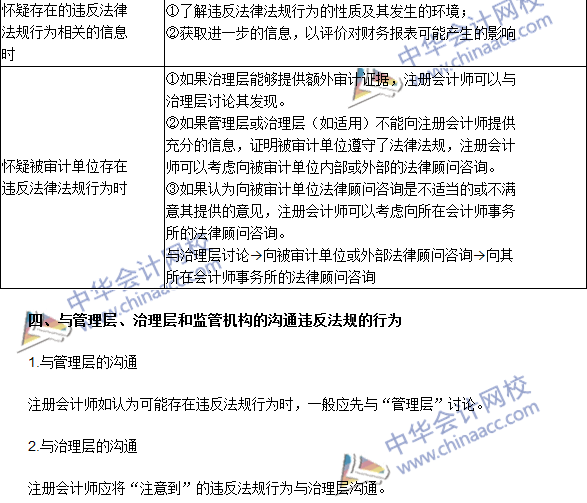 怀疑存在的违反法律
法规行为相关的信息
时
①了解违反法律法规行为的性质及其发生的环境；
②获取进一步的信息，以评价对财务报表可能产生的影响
怀疑被审计单位存在
违反法律法规行为时
①如果治理层能够提供额外审计证据，注册会计师可以与
治理层讨论其发现。
②如果管理层或治理层（如适用）不能向注册会计师提供
充分的信息，证明被审计单位遵守了法律法规，注册会计
师可以考虑向被审计单位内部或外部的法律顾问咨询。
③如果认为向被审计单位法律顾问咨询是不适当的或不满
意其提供的意见，注册会计师可以考虑向所在会计师事务
所的法律顾问咨询。
与治理层讨论→向被审计单位或外部法律顾问咨询→向其
所在会计师事务所的法律顾问咨询
四、与管理层、治理层和监管机构的沟通违反法规的行为
1.与管理层的沟通
注册会计师如认为可能存在违反法规行为时，一般应先与“管理层”讨论。
2.与治理层的沟通
注册会计师应将“注意到”的违反法规行为与治理层沟通。
中华会计网校
www.chinaacc.com
中华会计网校
www.chinaacc.com
中华会计网校
www.chinaacc.com